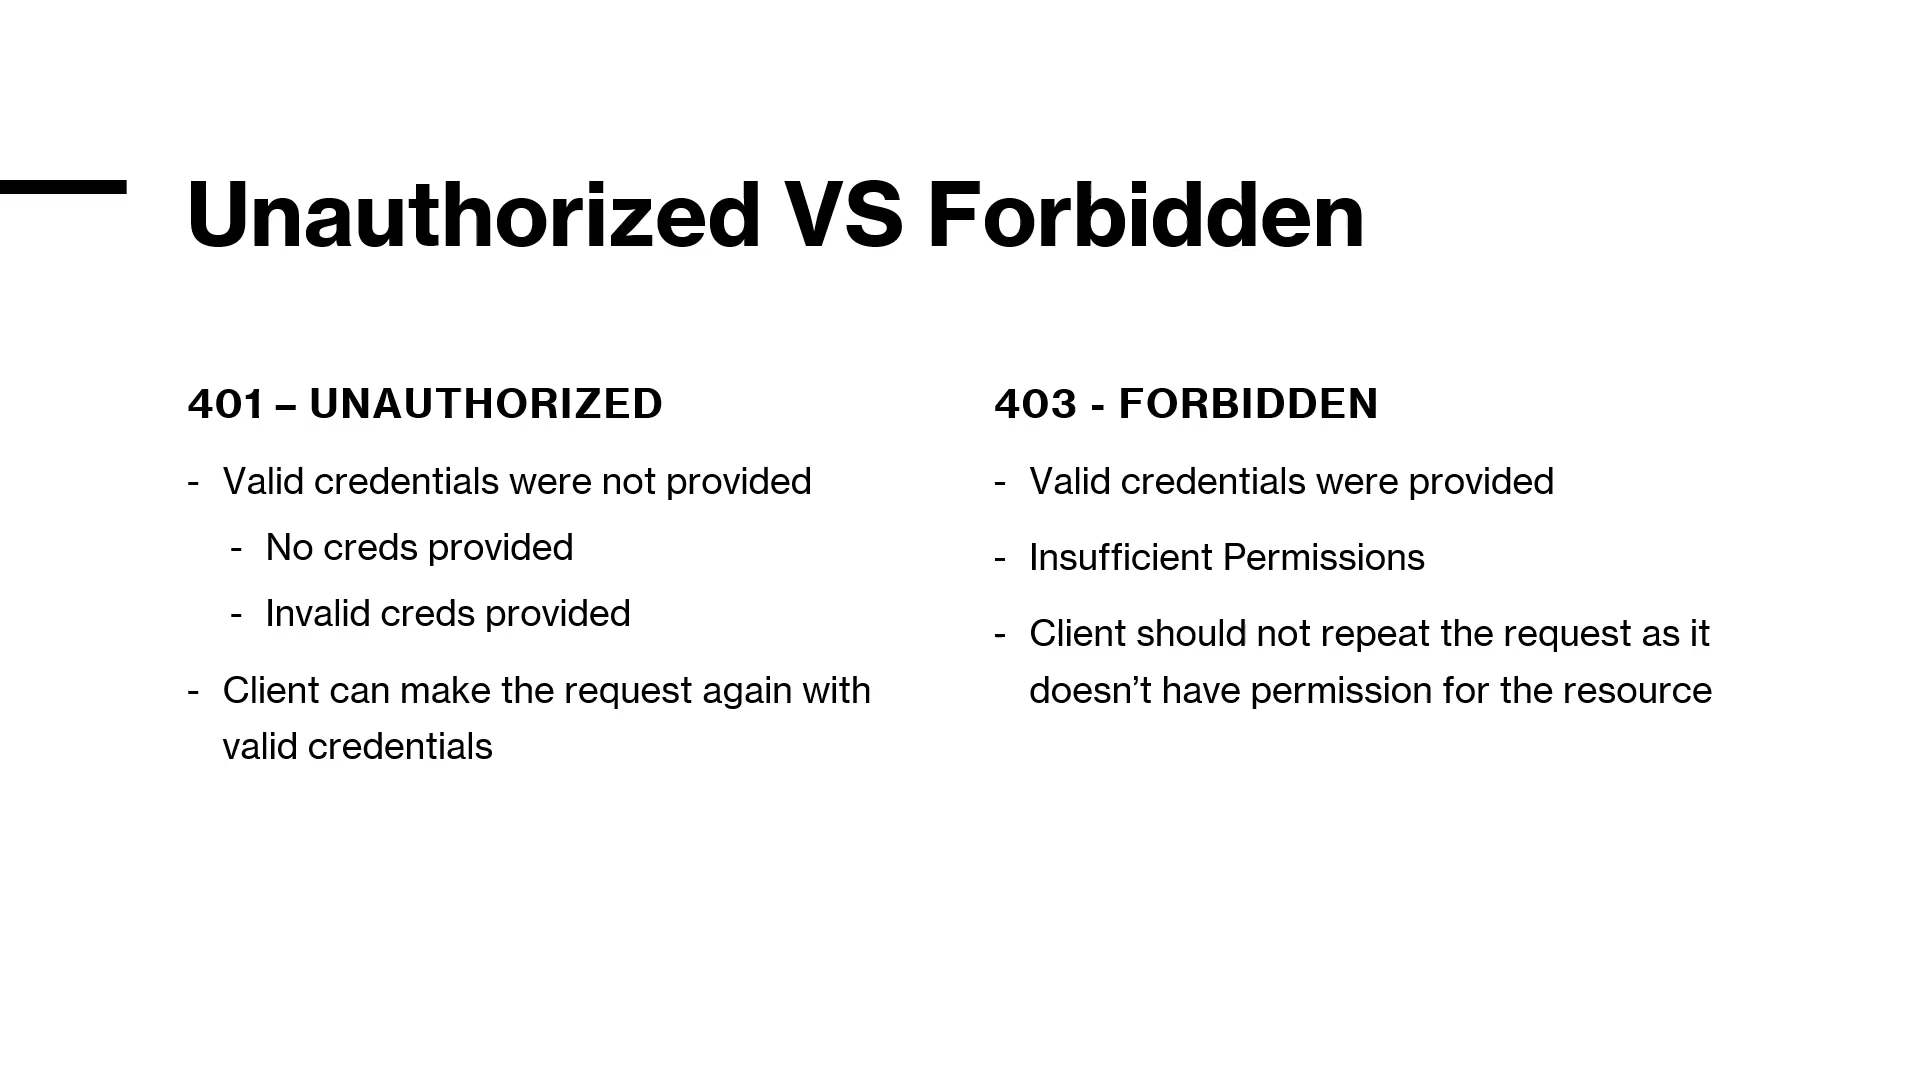 Unauthorized VS Forbidden
401 – UNAUTHORIZED
- Valid credentials were not provided
- No creds provided
- Invalid creds provided
- Client can make the request again with
valid credentials
403 - FORBIDDEN
- Valid credentials were provided
- Insufficient Permissions
- Client should not repeat the request as it
doesn’t have permission for the resource